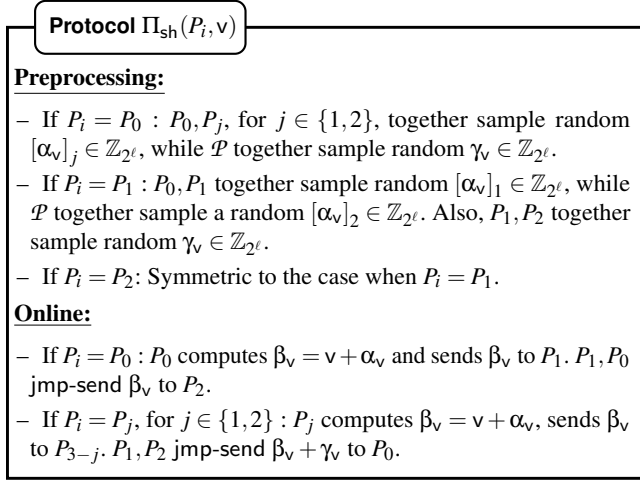 Protocol Π_sh(P_i, v)
Preprocessing:
– If P_i = P_0 : P_0, P_j, for j ∈ {1,2}, together sample random
[α_v]_j ∈ ℤ_{2^ℓ}, while 𝒫 together sample random γ_v ∈ ℤ_{2^ℓ}.
– If P_i = P_1 : P_0, P_1 together sample random [α_v]_1 ∈ ℤ_{2^ℓ}, while
𝒫 together sample a random [α_v]_2 ∈ ℤ_{2^ℓ}. Also, P_1, P_2 together
sample random γ_v ∈ ℤ_{2^ℓ}.
– If P_i = P_2: Symmetric to the case when P_i = P_1.
Online:
– If P_i = P_0 : P_0 computes β_v = v + α_v and sends β_v to P_1. P_1, P_0
jmp-send β_v to P_2.
– If P_i = P_j, for j ∈ {1,2} : P_j computes β_v = v + α_v, sends β_v
to P_{3−j}. P_1, P_2 jmp-send β_v + γ_v to P_0.